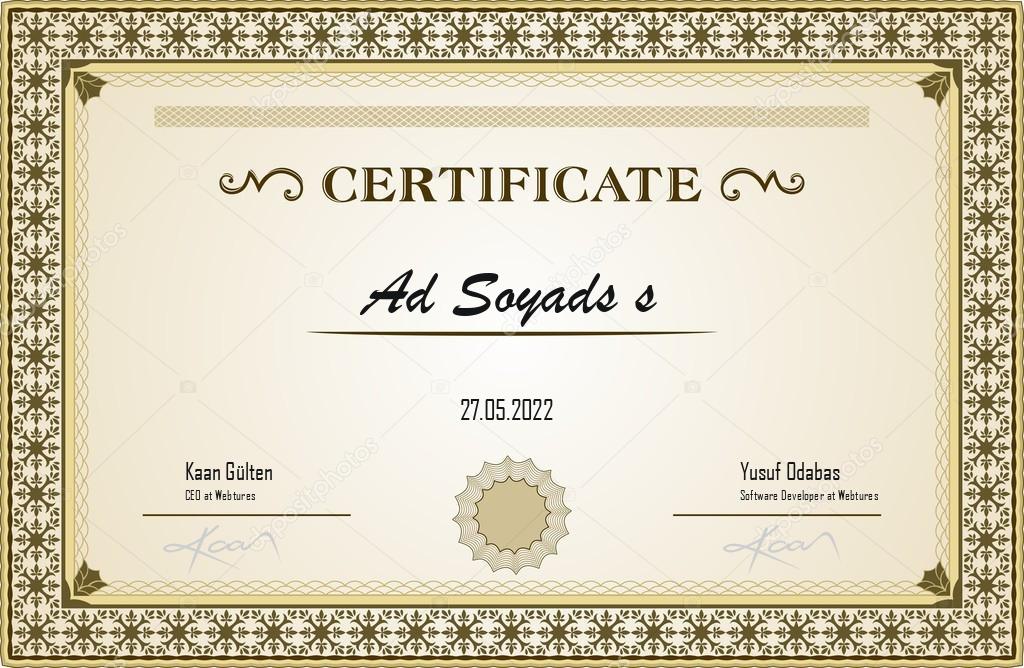 CERTIFICATE
Ad Soyads s
27.05.2022
Kaan Gülten
CEO at Webtures
Yusuf Odabas
Software Developer at Webtures
Kaan
Kaan
depositphotos